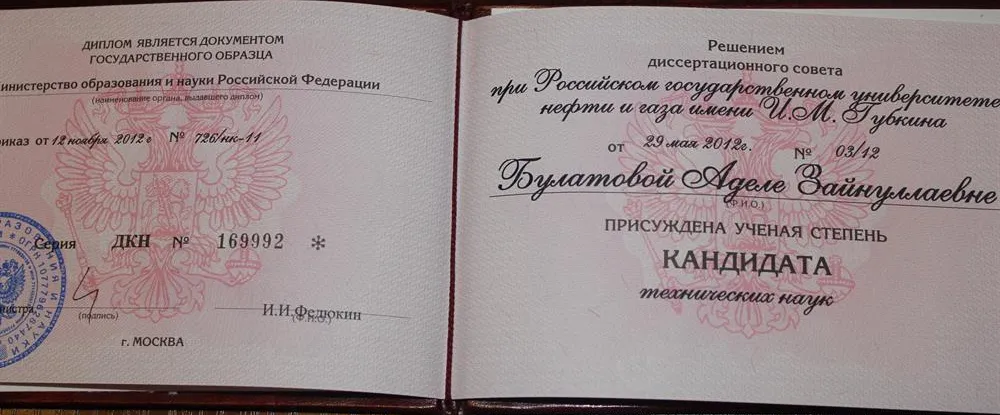 ДИПЛОМ ЯВЛЯЕТСЯ ДОКУМЕНТОМ
ГОСУДАРСТВЕННОГО ОБРАЗЦА
инистерство образования и науки Российской Федерации
(наименование органа, выдавшего диплом)
риказ от 12 ноября 2012 г № 726/нк-11
Серия ДКН № 169992 *
нистра
(подпись)
И.И.Федюкин
(Ф.И.О.)
г. МОСКВА
Решением
диссертационного совета
при Российском государственном университете
нефти и газа имени И.М. Губкина
от 29 мая 2012г. № 03/12
Булатовой Аделе Зайнуллаевне
(Ф.И.О.)
ПРИСУЖДЕНА УЧЕНАЯ СТЕПЕНЬ
КАНДИДАТА
технических наук